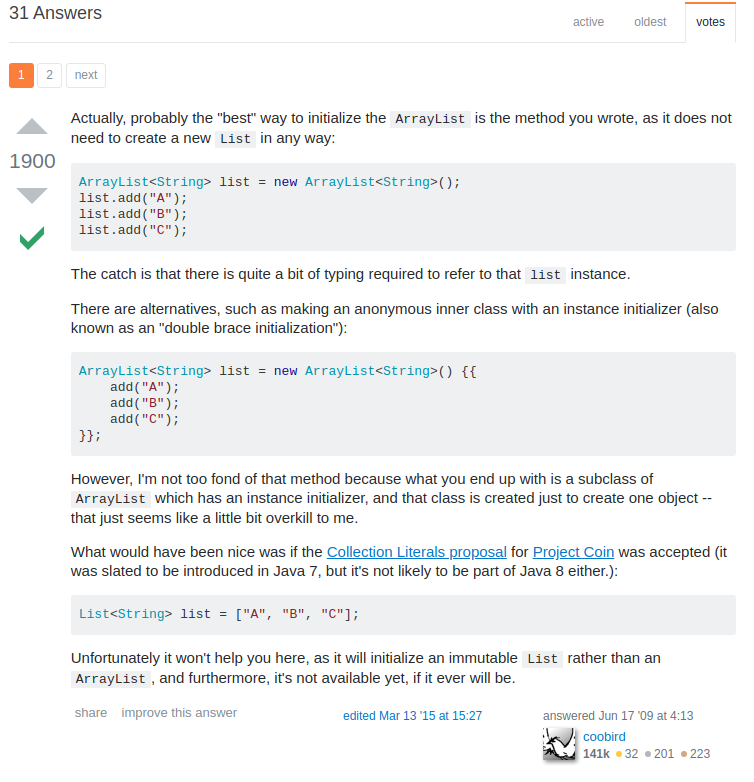 31 Answers
active oldest votes
1 2 next
Actually, probably the "best" way to initialize the ArrayList is the method you wrote, as it does not
need to create a new List in any way:
1900
ArrayList<String> list = new ArrayList<String>();
list.add("A");
list.add("B");
list.add("C");
The catch is that there is quite a bit of typing required to refer to that list instance.
There are alternatives, such as making an anonymous inner class with an instance initializer (also
known as an "double brace initialization"):
ArrayList<String> list = new ArrayList<String>() {{
    add("A");
    add("B");
    add("C");
}};
However, I'm not too fond of that method because what you end up with is a subclass of
ArrayList which has an instance initializer, and that class is created just to create one object --
that just seems like a little bit overkill to me.
What would have been nice was if the Collection Literals proposal for Project Coin was accepted (it
was slated to be introduced in Java 7, but it's not likely to be part of Java 8 either.):
List<String> list = ["A", "B", "C"];
Unfortunately it won't help you here, as it will initialize an immutable List rather than an
ArrayList, and furthermore, it's not available yet, if it ever will be.
share improve this answer edited Mar 13 '15 at 15:27 answered Jun 17 '09 at 4:13
coobird
141k 32 201 223